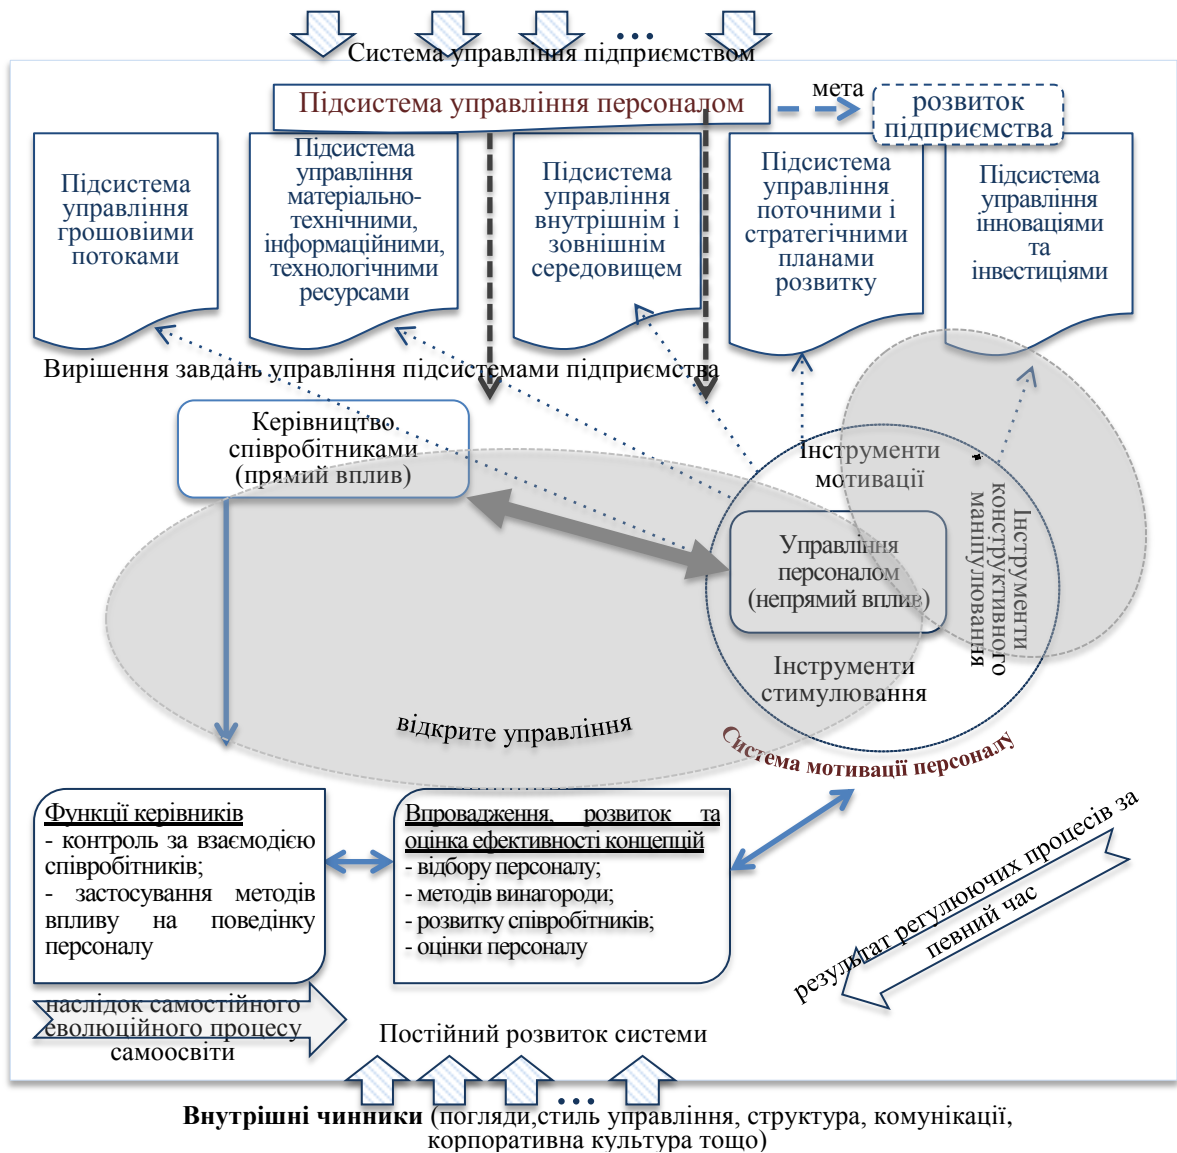 Система управління підприємством
Підсистема управління персоналом
мета
розвиток
підприємства
Підсистема
управління
грошовіими
потоками
Підсистема
управління
матеріально-
технічними,
інформаційними,
технологічними
ресурсами
Підсистема
управління
внутрішнім і
зовнішнім
середовищем
Підсистема
управління
поточними і
стратегічними
планами
розвитку
Підсистема
управління
інноваціями
та
інвестиціями
Вирішення завдань управління підсистемами підприємства
Керівництво
співробітниками
(прямий вплив)
Інструменти
мотивації
Інструменти
конструктивного
маніпулювання
Управління
персоналом
(непрямий вплив)
Інструменти
стимулювання
відкрите управління
Система мотивації персоналу
Функції керівників
- контроль за взаємодією
співробітників;
- застосування методів
впливу на поведінку
персоналу
Впровадження, розвиток та
оцінка ефективності концепцій
- відбору персоналу;
- методів винагороди;
- розвитку співробітників;
- оцінки персоналу
результат регулюючих процесів за
певний час
наслідок самостійного
еволюційного процесу
самоосвіти
Постійний розвиток системи
Внутрішні чинники (погляди,стиль управління, структура, комунікації,
корпоративна культура тощо)